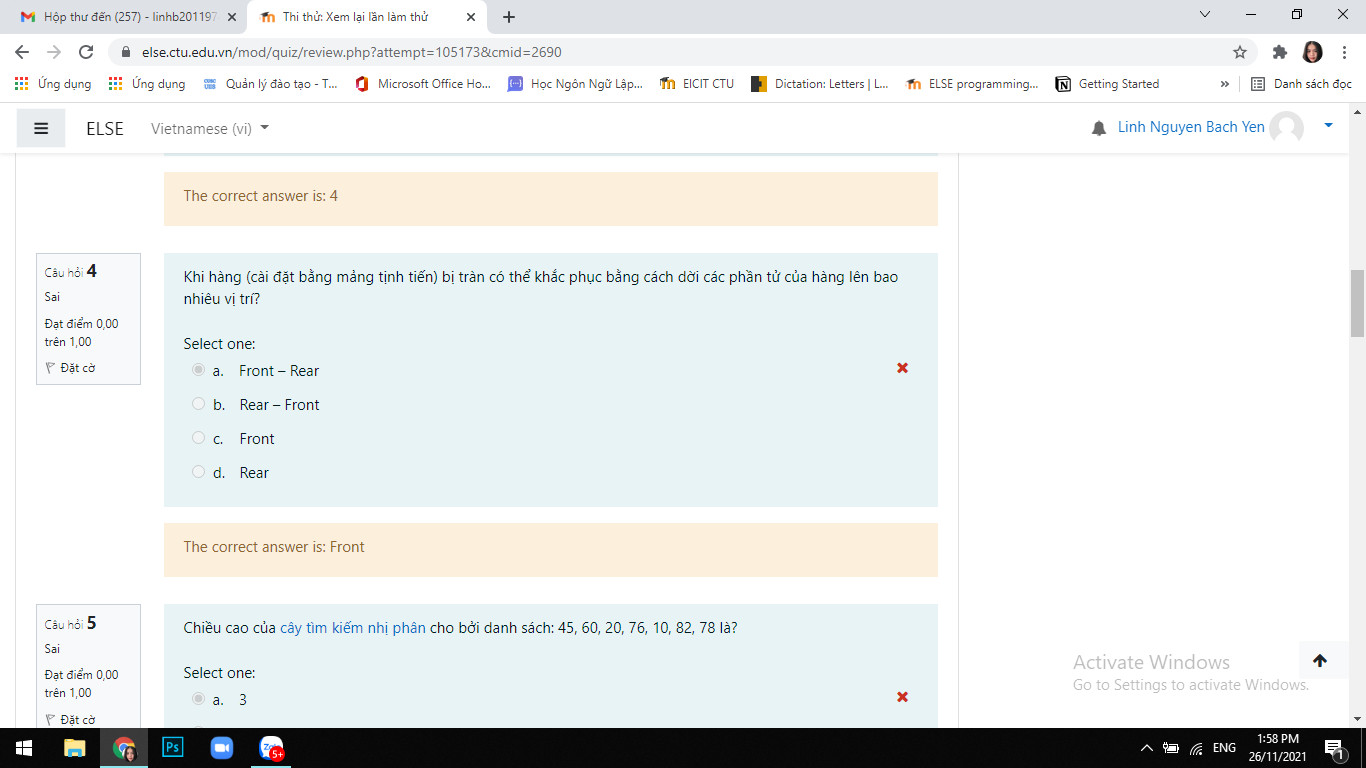 Hộp thư đến (257) - linhb201197
Thi thử: Xem lại lần làm thử
else.ctu.edu.vn/mod/quiz/review.php?attempt=105173&cmid=2690
Ứng dụng
Ứng dụng
Quản lý đào tạo - T...
Microsoft Office Ho...
Học Ngôn Ngữ Lập...
EICIT CTU
Dictation: Letters | L...
ELSE programming...
Getting Started
»
Danh sách đọc
ELSE
Vietnamese (vi)
Linh Nguyen Bach Yen
The correct answer is: 4
Câu hỏi 4
Sai
Đạt điểm 0,00
trên 1,00
Đặt cờ
Khi hàng (cài đặt bằng mảng tịnh tiến) bị tràn có thể khắc phục bằng cách dời các phần tử của hàng lên bao
nhiêu vị trí?
Select one:
a. Front – Rear
b. Rear – Front
c. Front
d. Rear
The correct answer is: Front
Câu hỏi 5
Sai
Đạt điểm 0,00
trên 1,00
Đặt cờ
Chiều cao của cây tìm kiếm nhị phân cho bởi danh sách: 45, 60, 20, 76, 10, 82, 78 là?
Select one:
a. 3
Activate Windows
Go to Settings to activate Windows.
Ps
5+
ENG
1:58 PM
26/11/2021
1